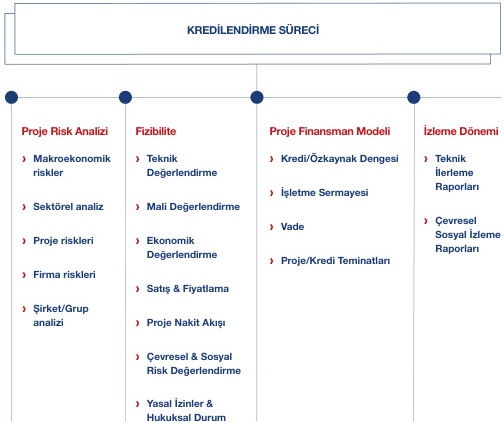 KREDİLENDİRME SÜRECİ
Proje Risk Analizi
› Makroekonomik
riskler
› Sektörel analiz
› Proje riskleri
› Firma riskleri
› Şirket/Grup
analizi
Fizibilite
› Teknik
Değerlendirme
› Mali Değerlendirme
› Ekonomik
Değerlendirme
› Satış & Fiyatlama
› Proje Nakit Akışı
› Çevresel & Sosyal
Risk Değerlendirme
› Yasal İzinler &
Hukuksal Durum
Proje Finansman Modeli
› Kredi/Özkaynak Dengesi
› İşletme Sermayesi
› Vade
› Proje/Kredi Teminatları
İzleme Dönemi
› Teknik
İlerleme
Raporları
› Çevresel
Sosyal İzleme
Raporları